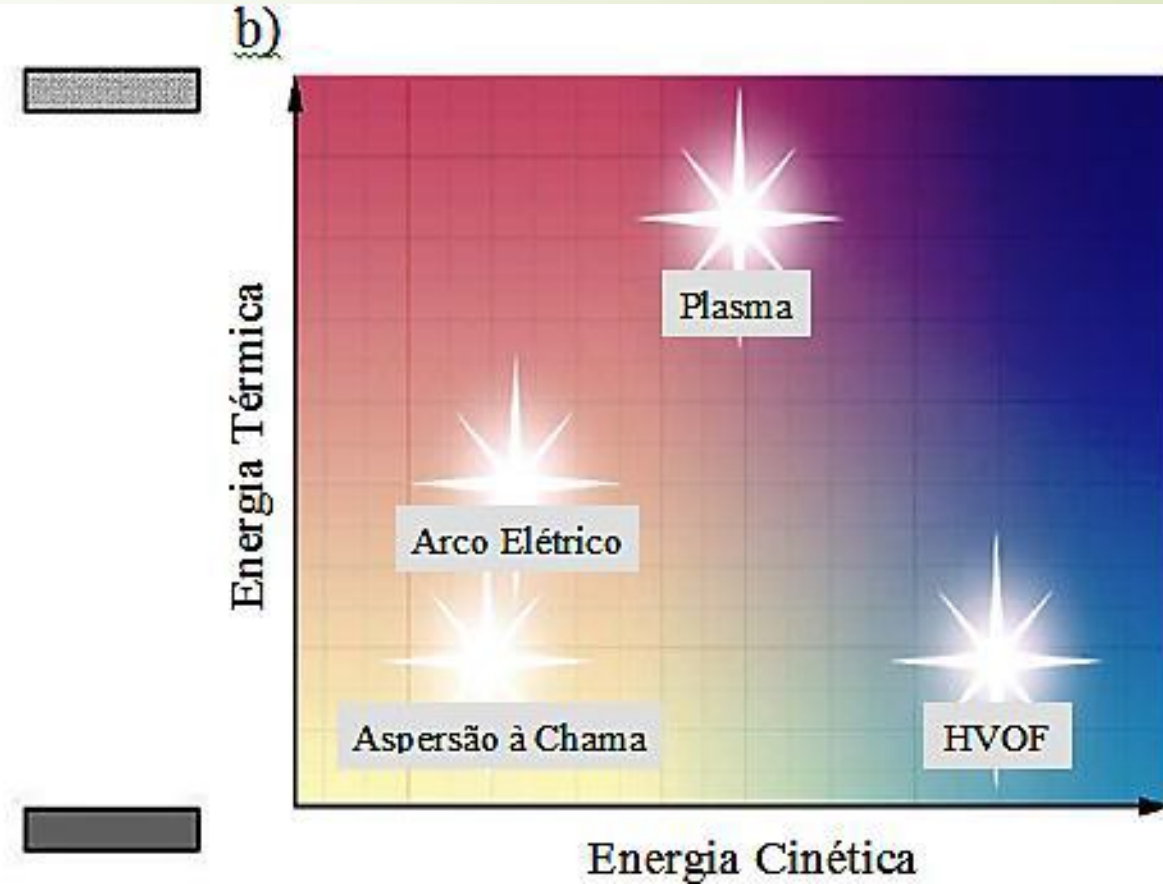 b)
Energia Térmica
Plasma
Arco Elétrico
Aspersão à Chama
HVOF
Energia Cinética